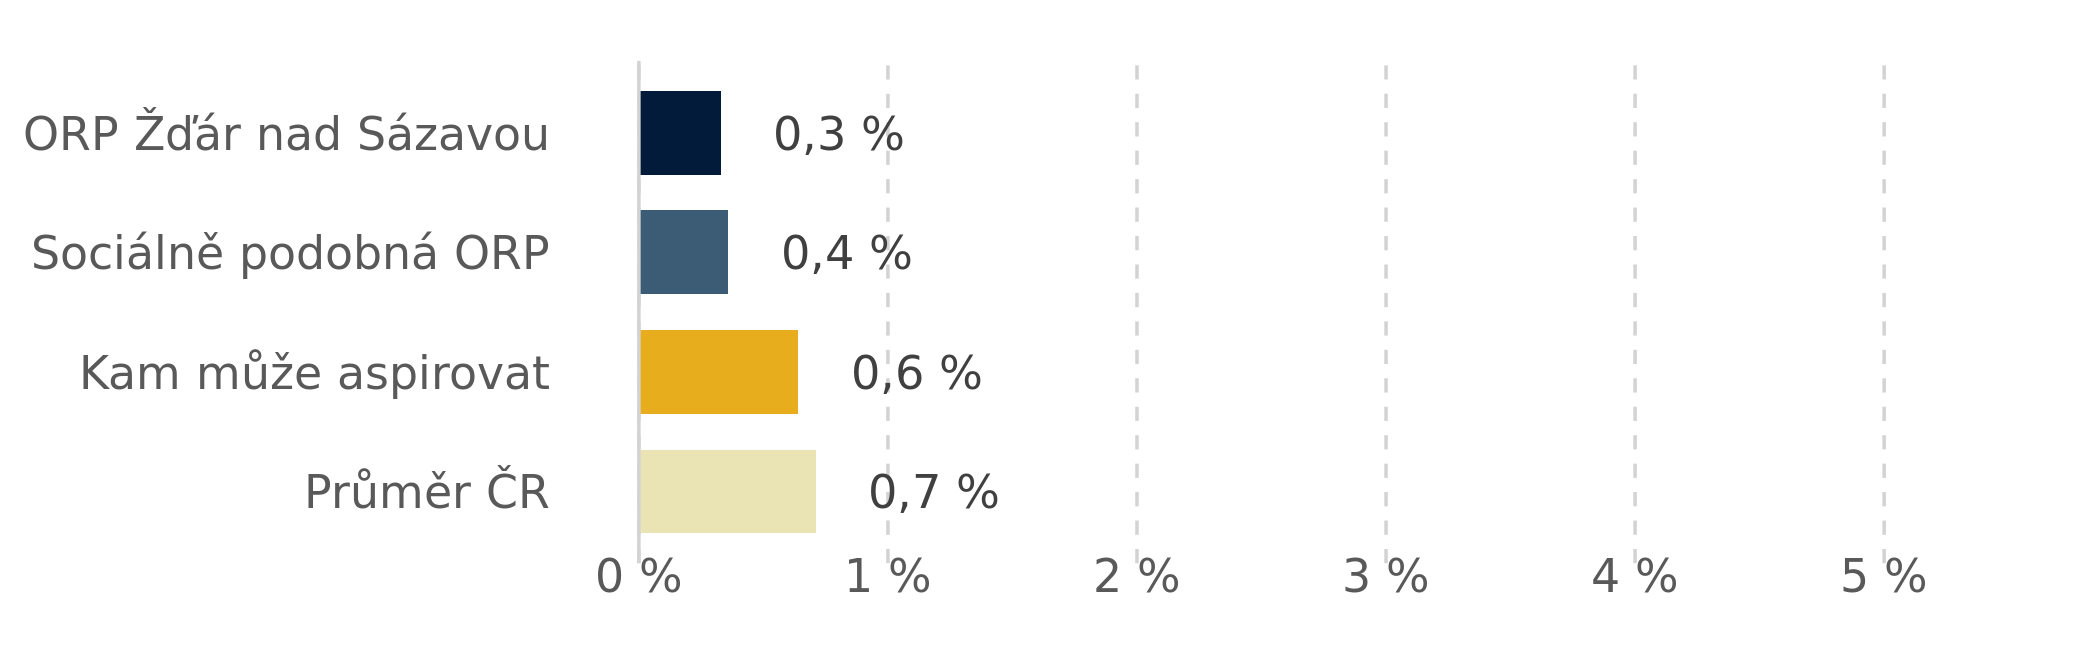 ORP Žďár nad Sázavou 0,3 %
Sociálně podobná ORP 0,4 %
Kam může aspirovat 0,6 %
Průměr ČR 0,7 %
0 % 1 % 2 % 3 % 4 % 5 %